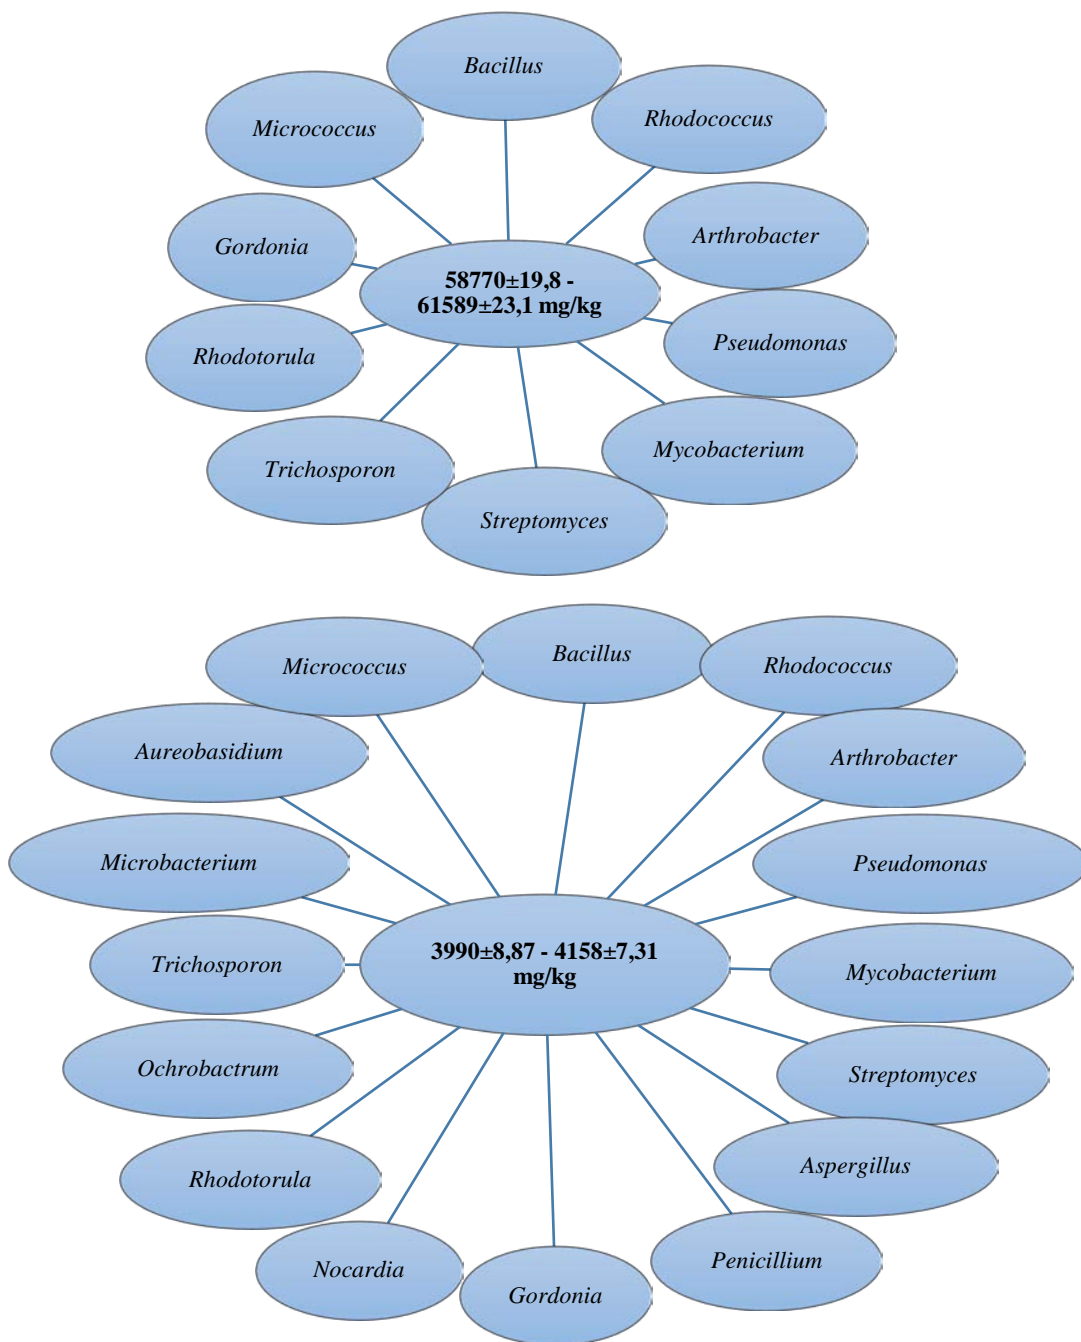 Bacillus
Micrococcus
Rhodococcus
Gordonia
Arthrobacter
58770±19,8 -
61589±23,1 mg/kg
Rhodotorula
Pseudomonas
Trichosporon
Mycobacterium
Streptomyces
Micrococcus
Bacillus
Rhodococcus
Aureobasidium
Arthrobacter
Microbacterium
Pseudomonas
3990±8,87 - 4158±7,31
mg/kg
Trichosporon
Mycobacterium
Ochrobactrum
Streptomyces
Rhodotorula
Aspergillus
Nocardia
Gordonia
Penicillium